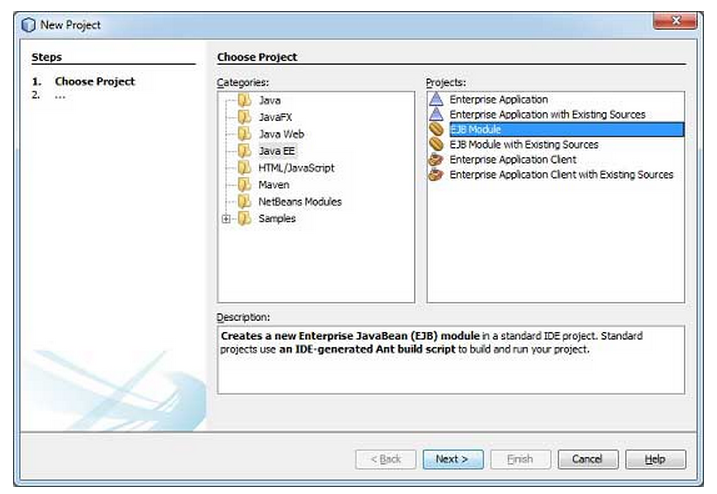 New Project
Steps
1. Choose Project
2. ...
Choose Project
Categories:
Java
JavaFX
Java Web
Java EE
HTML/JavaScript
Maven
NetBeans Modules
Samples
Projects:
Enterprise Application
Enterprise Application with Existing Sources
EJB Module
EJB Module with Existing Sources
Enterprise Application Client
Enterprise Application Client with Existing Sources
Description:
Creates a new Enterprise JavaBean (EJB) module in a standard IDE project. Standard
projects use an IDE-generated Ant build script to build and run your project.
< Back Next > Finish Cancel Help